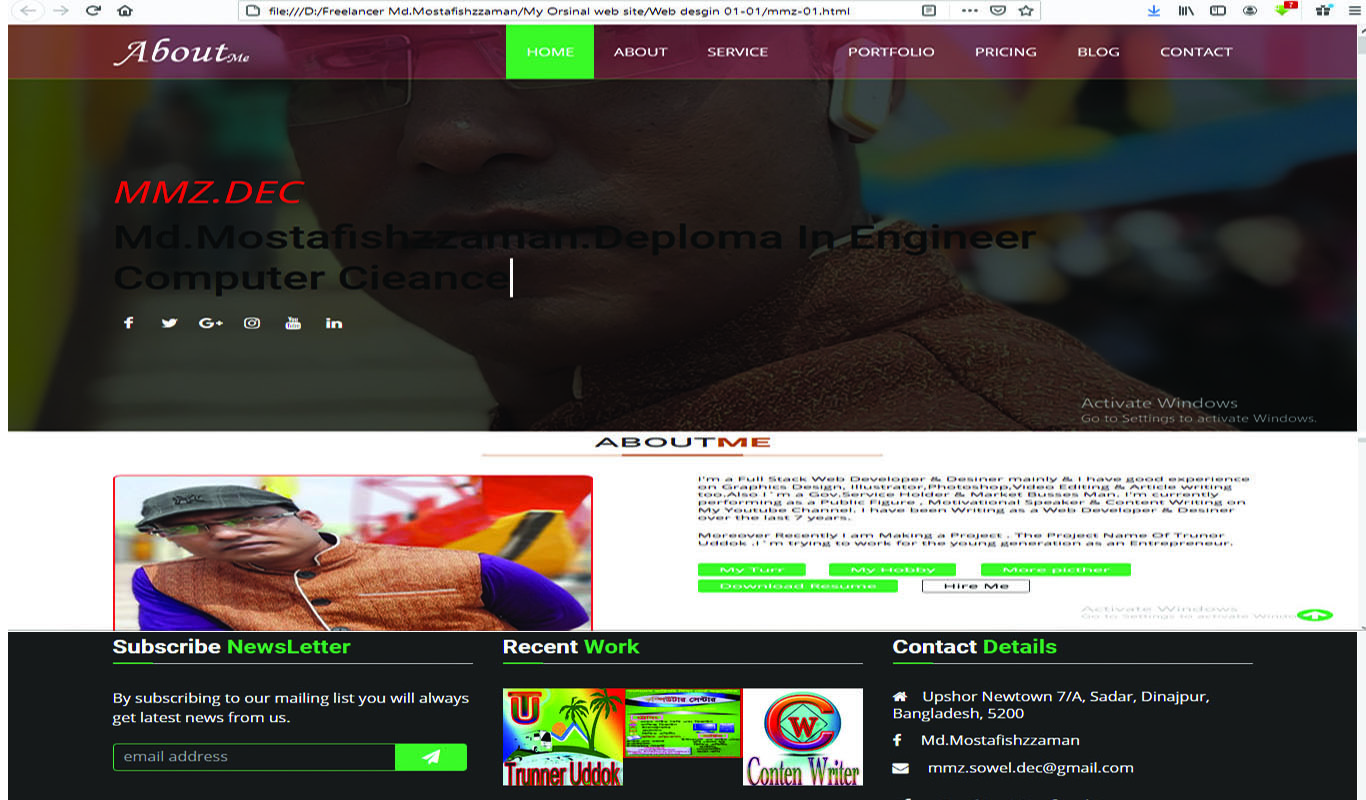 file:///D:/Freelancer Md.Mostafishzzaman/My Orsinal web site/Web desgin 01-01/mmz-01.html
7
AboutMe
HOME ABOUT SERVICE PORTFOLIO PRICING BLOG CONTACT
MMZ.DEC
Md.Mostafishzzaman.Deploma In Engineer
Computer Cieance
Activate Windows
Go to Settings to activate Windows.
ABOUTME
I'm a Full Stack Web Developer & Desiner mainly & I have good experience
on Graphics Design, Illustrator,Photoshop,Video Editing & Article writing
too.Also I'm a Gov.Service Holder & Market Busses Man. I'm currently
performing as a Public Figure , Motivational Speaker & Content Writing on
My Youtube Channel. I have been Writing as a Web Developer & Desiner
over the last 7 years.
Moreover Recently I am Making a Project . The Project Name Of Trunor
Uddok .I'm trying to work for the young generation as an Entrepreneur.
My Turr My Hobby More picther
Download Resume Hire Me
Activate Windows
Go to Settings to activate Windo
Subscribe NewsLetter
By subscribing to our mailing list you will always
get latest news from us.
email address
Recent Work
U
Trunner Uddok
CW
Conten Writer
Contact Details
Upshor Newtown 7/A, Sadar, Dinajpur,
Bangladesh, 5200
Md.Mostafishzzaman
mmz.sowel.dec@gmail.com